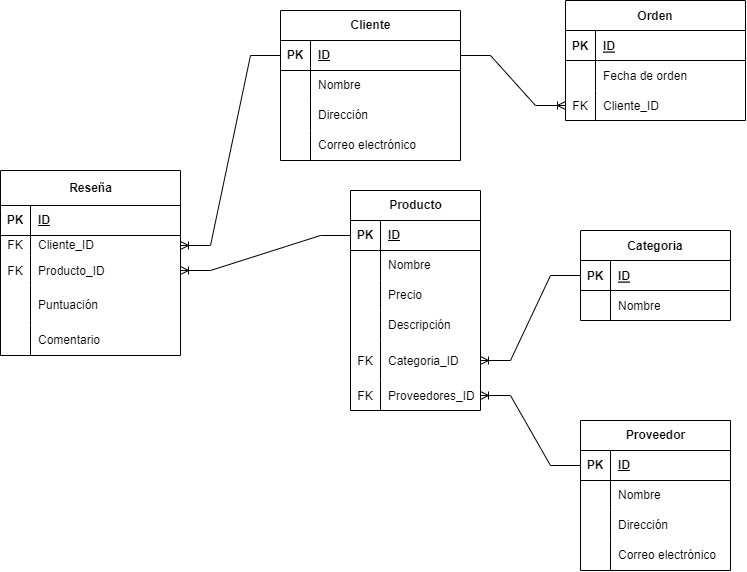 Cliente
PK ID
Nombre
Dirección
Correo electrónico
Orden
PK ID
Fecha de orden
FK Cliente_ID
Reseña
PK ID
FK Cliente_ID
FK Producto_ID
Puntuación
Comentario
Producto
PK ID
Nombre
Precio
Descripción
FK Categoria_ID
FK Proveedores_ID
Categoria
PK ID
Nombre
Proveedor
PK ID
Nombre
Dirección
Correo electrónico